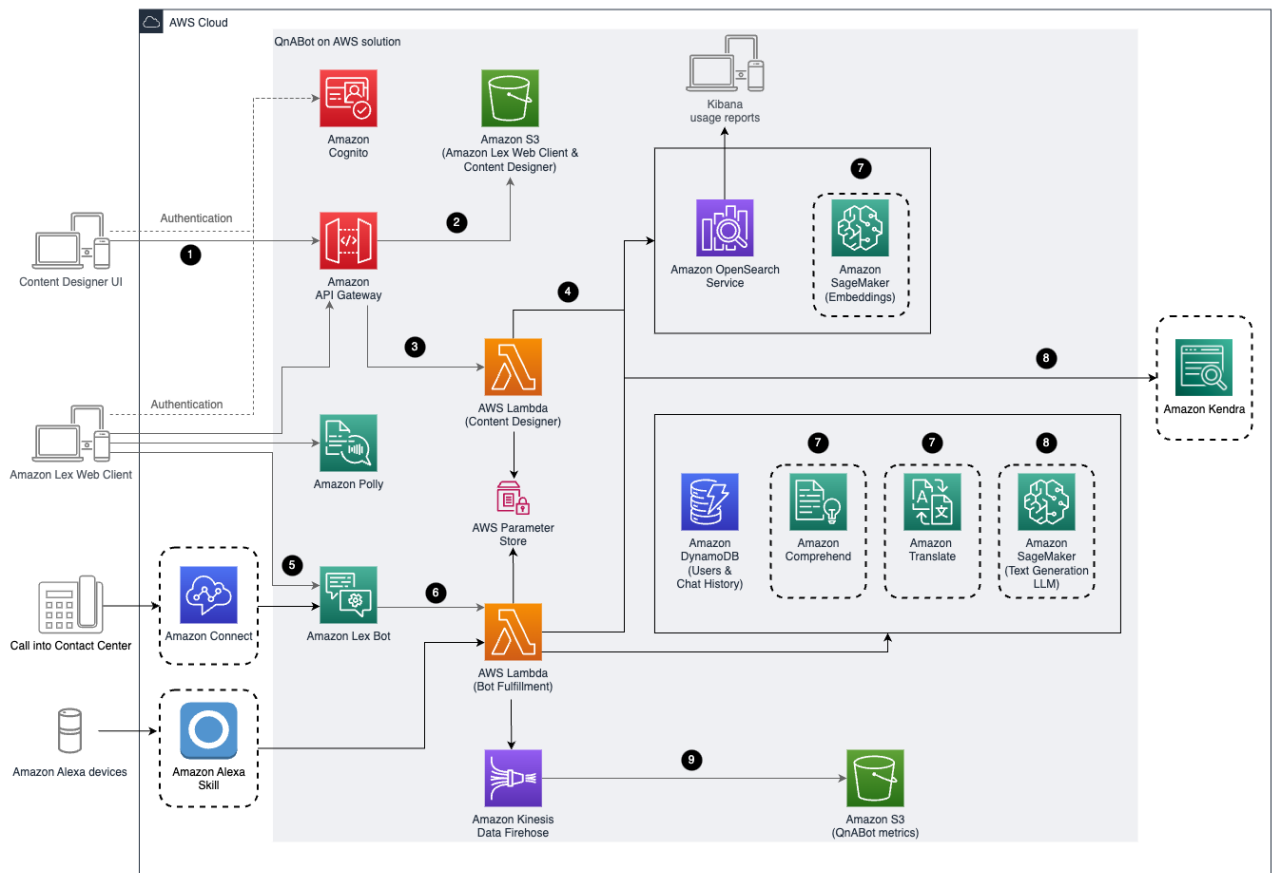 AWS Cloud
QnABot on AWS solution
Amazon
Cognito
Amazon S3
(Amazon Lex Web Client &
Content Designer)
Kibana
usage reports
7
Authentication
1
2
Content Designer UI
Amazon
API Gateway
Amazon OpenSearch
Service
Amazon
SageMaker
(Embeddings)
4
3
8
AWS Lambda
(Content Designer)
Amazon Kendra
Authentication
Amazon Lex Web Client
Amazon Polly
7
7
8
AWS Parameter
Store
Amazon
DynamoDB
(Users &
Chat History)
Amazon
Comprehend
Amazon
Translate
Amazon
SageMaker
(Text Generation
LLM)
5
6
Call into Contact Center
Amazon Connect
Amazon Lex Bot
AWS Lambda
(Bot Fulfillment)
Amazon Alexa devices
Amazon Alexa
Skill
9
Amazon Kinesis
Data Firehose
Amazon S3
(QnABot metrics)